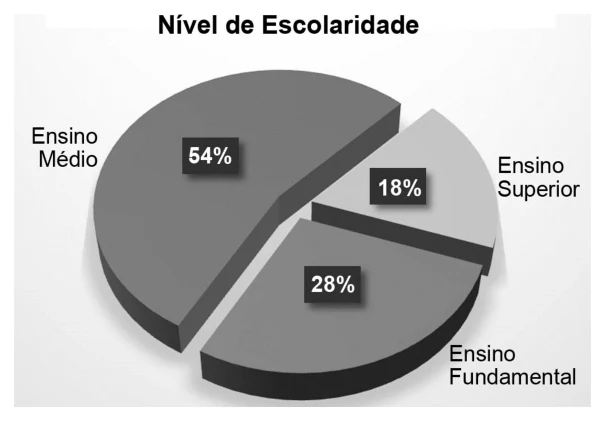 Nível de Escolaridade
Ensino
Médio
54%
18%
Ensino
Superior
28%
Ensino
Fundamental